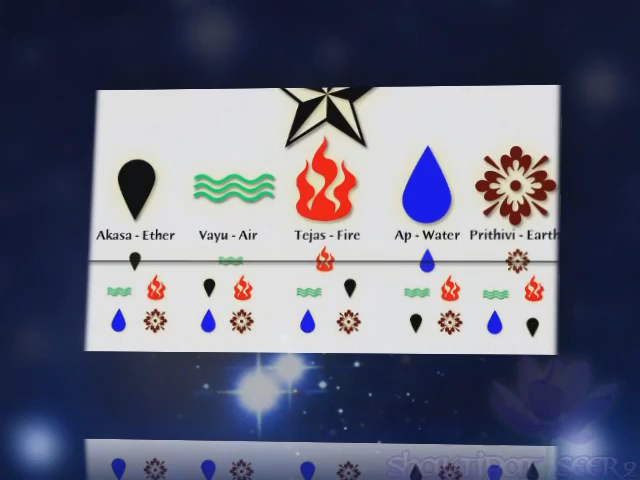 Akasa - Ether
Vayu - Air
Tejas - Fire
Ap - Water
Prithivi - Earth